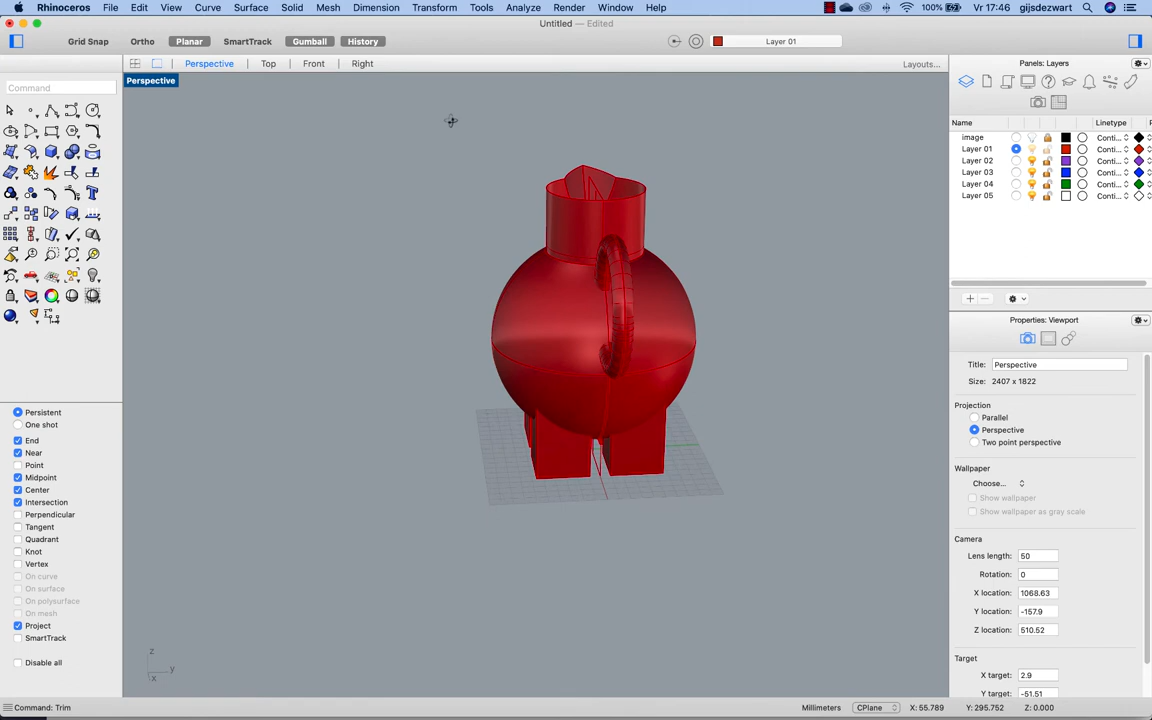 Rhinoceros File Edit View Curve Surface Solid Mesh Dimension Transform Tools Analyze Render Window Help 100% Vr 17:46 gijsdezwart
Untitled — Edited
Grid Snap Ortho Planar SmartTrack Gumball History Layer 01
Perspective Top Front Right Layouts... Panels: Layers
Perspective
Command
Name Linetype P
image Conti...
Layer 01 Conti...
Layer 02 Conti...
Layer 03 Conti...
Layer 04 Conti...
Layer 05 Conti...
Properties: Viewport
Title: Perspective
Size: 2407 x 1822
Projection
Parallel
Perspective
Two point perspective
Wallpaper
Choose...
Show wallpaper
Show wallpaper as gray scale
Camera
Lens length: 50
Rotation: 0
X location: 1068.63
Y location: -157.9
Z location: 510.52
Target
X target: 2.9
Y target: -51.51
Persistent
One shot
End
Near
Point
Midpoint
Center
Intersection
Perpendicular
Tangent
Quadrant
Knot
Vertex
On curve
On surface
On polysurface
On mesh
Project
SmartTrack
Disable all
z
y
x
Command: Trim Millimeters CPlane X: 55.789 Y: 295.752 Z: 0.000